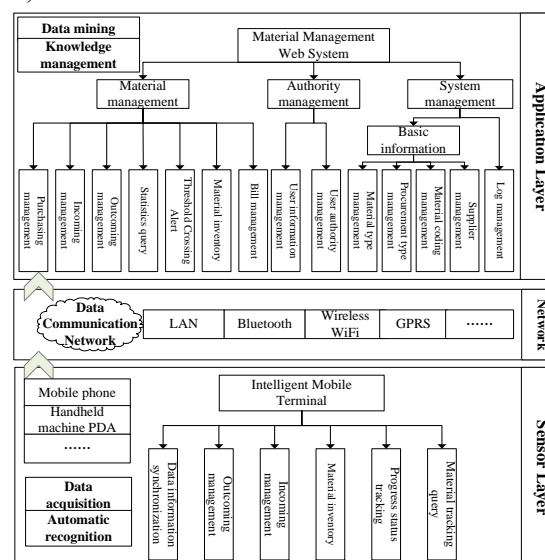 Data mining
Knowledge
management
Material Management
Web System
Material
management
Authority
management
System
management
Basic
information
Purchasing
management
Incoming
management
Outcoming
management
Statistics query
Threshold Crossing
Alert
Material inventory
Bill management
User information
management
User authority
management
Material type
management
Procurement type
management
Material coding
management
Supplier
management
Log management
Application Layer
Data
Communication
Network
LAN
Bluetooth
Wireless
WiFi
GPRS
......
Network
Mobile phone
Handheld
machine PDA
......
Data
acquisition
Automatic
recognition
Intelligent Mobile
Terminal
Data information
synchronization
Outcoming
management
Incoming
management
Material inventory
Progress status
tracking
Material tracking
query
Sensor Layer